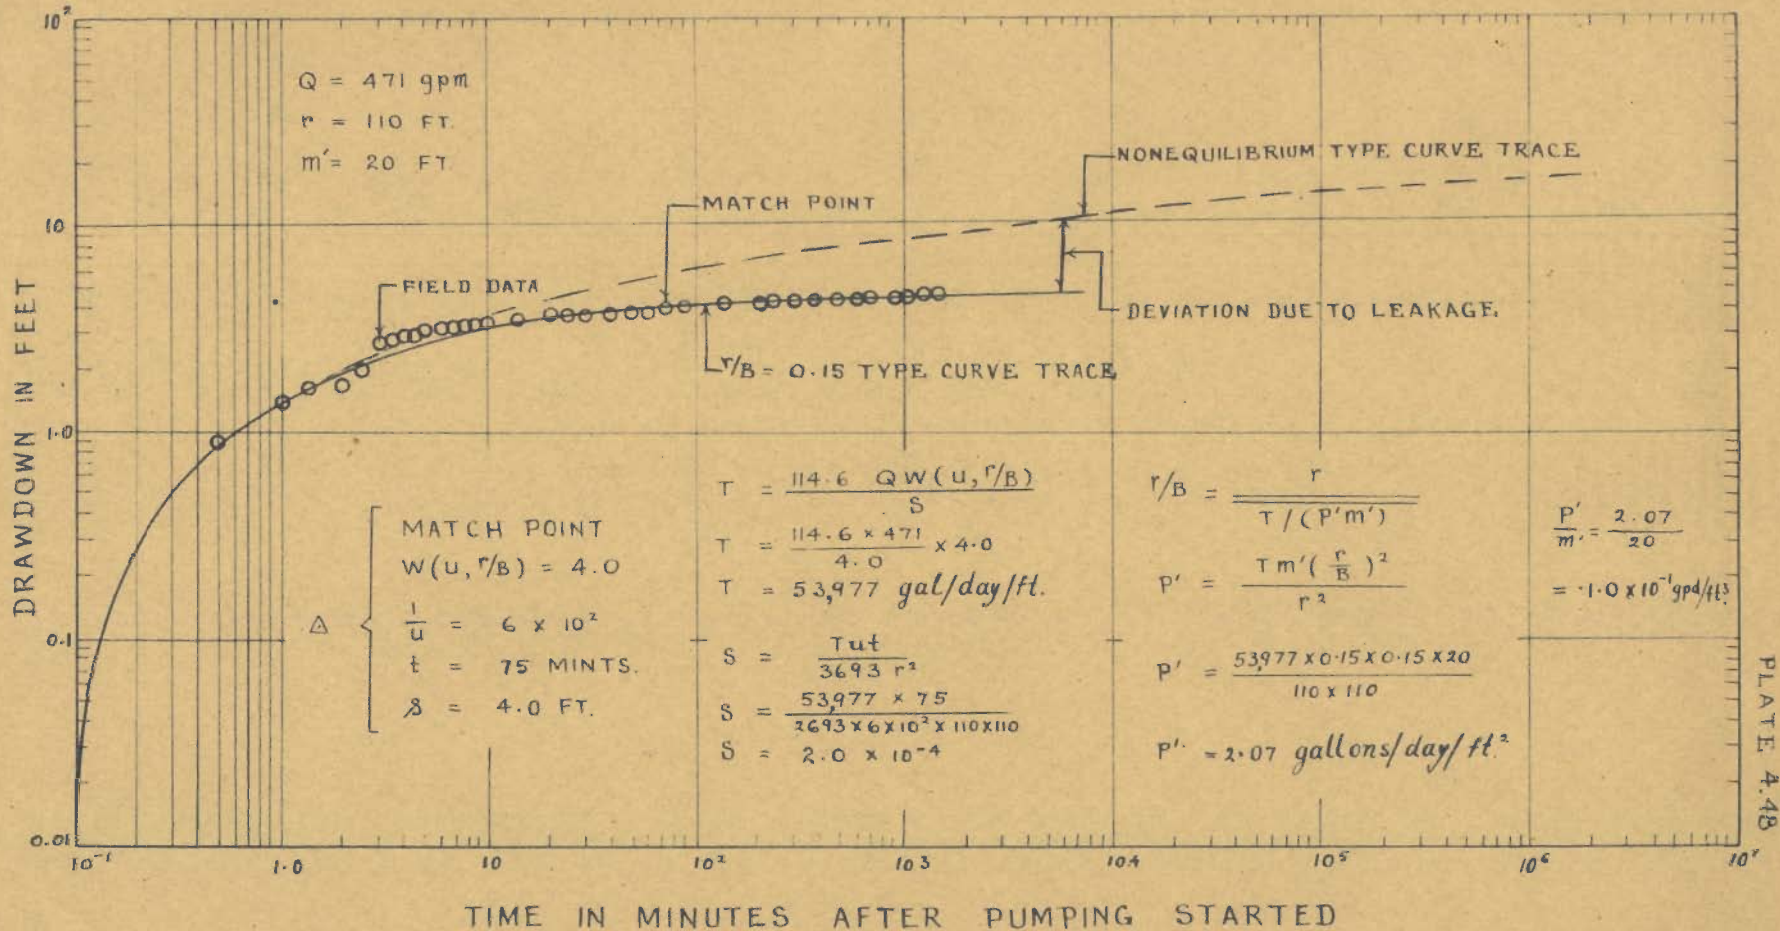 10²
10
1.0
0.1
0.01
DRAWDOWN IN FEET
Q = 471 gpm
r = 110 FT.
m' = 20 FT.
NONEQUILIBRIUM TYPE CURVE TRACE
MATCH POINT
FIELD DATA
DEVIATION DUE TO LEAKAGE.
r/B = 0.15 TYPE CURVE TRACE
△
MATCH POINT
W(u, r/B) = 4.0
1/u = 6 × 10²
t = 75 MINTS.
s = 4.0 FT.
T = 114.6 QW(u, r/B) / S
T = 114.6 × 471 / 4.0 × 4.0
T = 53,977 gal/day/ft.
S = Tut / 3693 r²
S = 53,977 × 75 / 2693×6×10²×110×110
S = 2.0 × 10⁻⁴
r/B = r / T/(P'm')
P' = Tm'(r/B)² / r²
P' = 53,977×0.15×0.15×20 / 110 × 110
P' = 2.07 gallons/day/ft.²
P'/m' = 2.07/20
= 1.0 × 10⁻¹ gpd/ft³.
10⁻¹ 1.0 10 10² 10³ 10⁴ 10⁵ 10⁶ 10⁷
TIME IN MINUTES AFTER PUMPING STARTED
PLATE 4.48